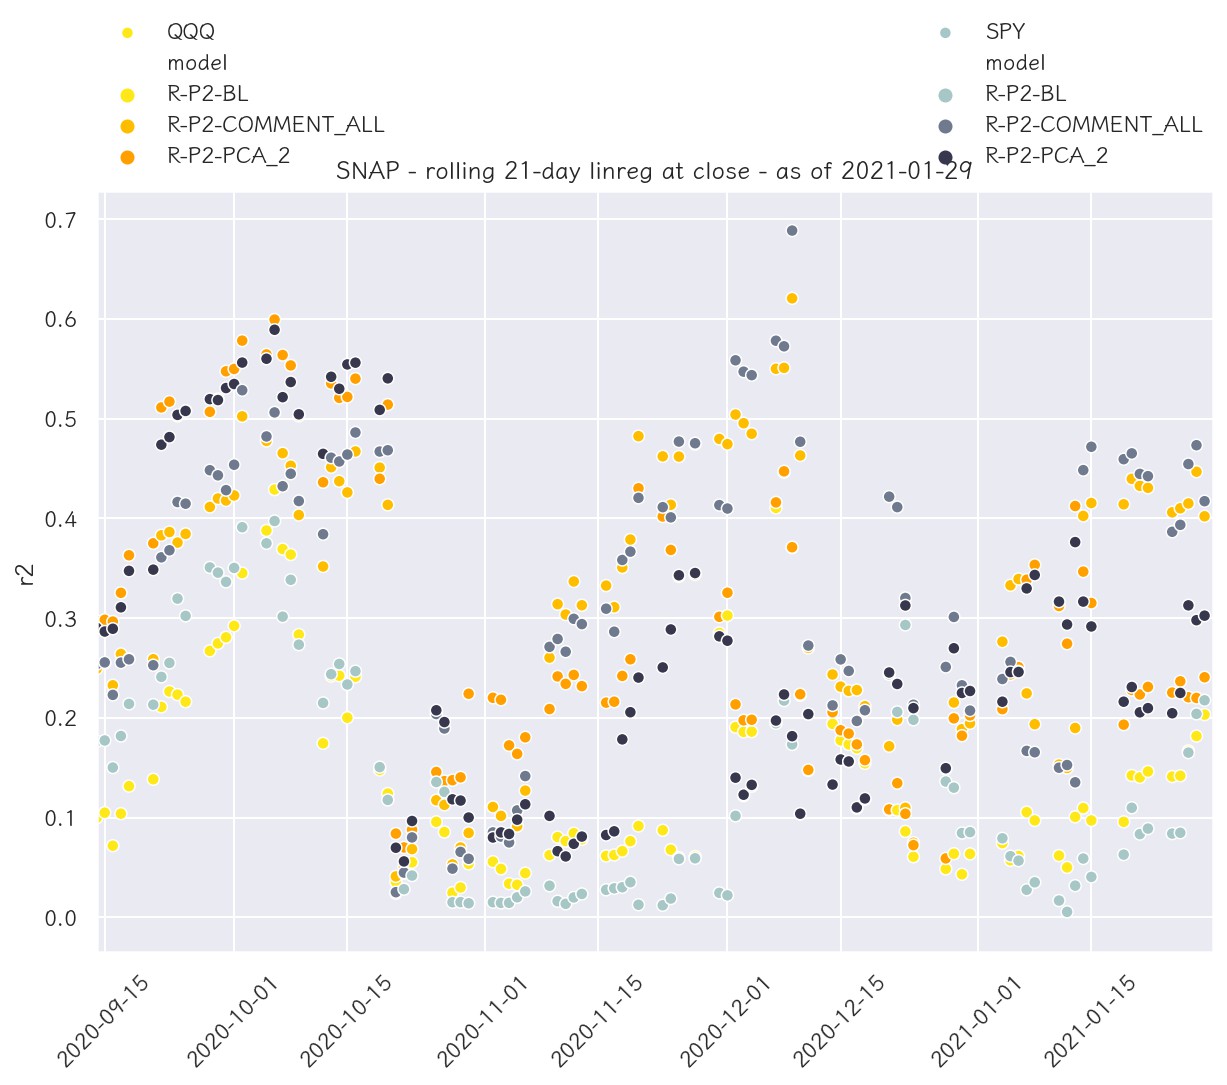 QQQ
model
R-P2-BL
R-P2-COMMENT_ALL
R-P2-PCA_2
SPY
model
R-P2-BL
R-P2-COMMENT_ALL
R-P2-PCA_2
SNAP - rolling 21-day linreg at close - as of 2021-01-29
r2
0.7
0.6
0.5
0.4
0.3
0.2
0.1
0.0
2020-09-15
2020-10-01
2020-10-15
2020-11-01
2020-11-15
2020-12-01
2020-12-15
2021-01-01
2021-01-15